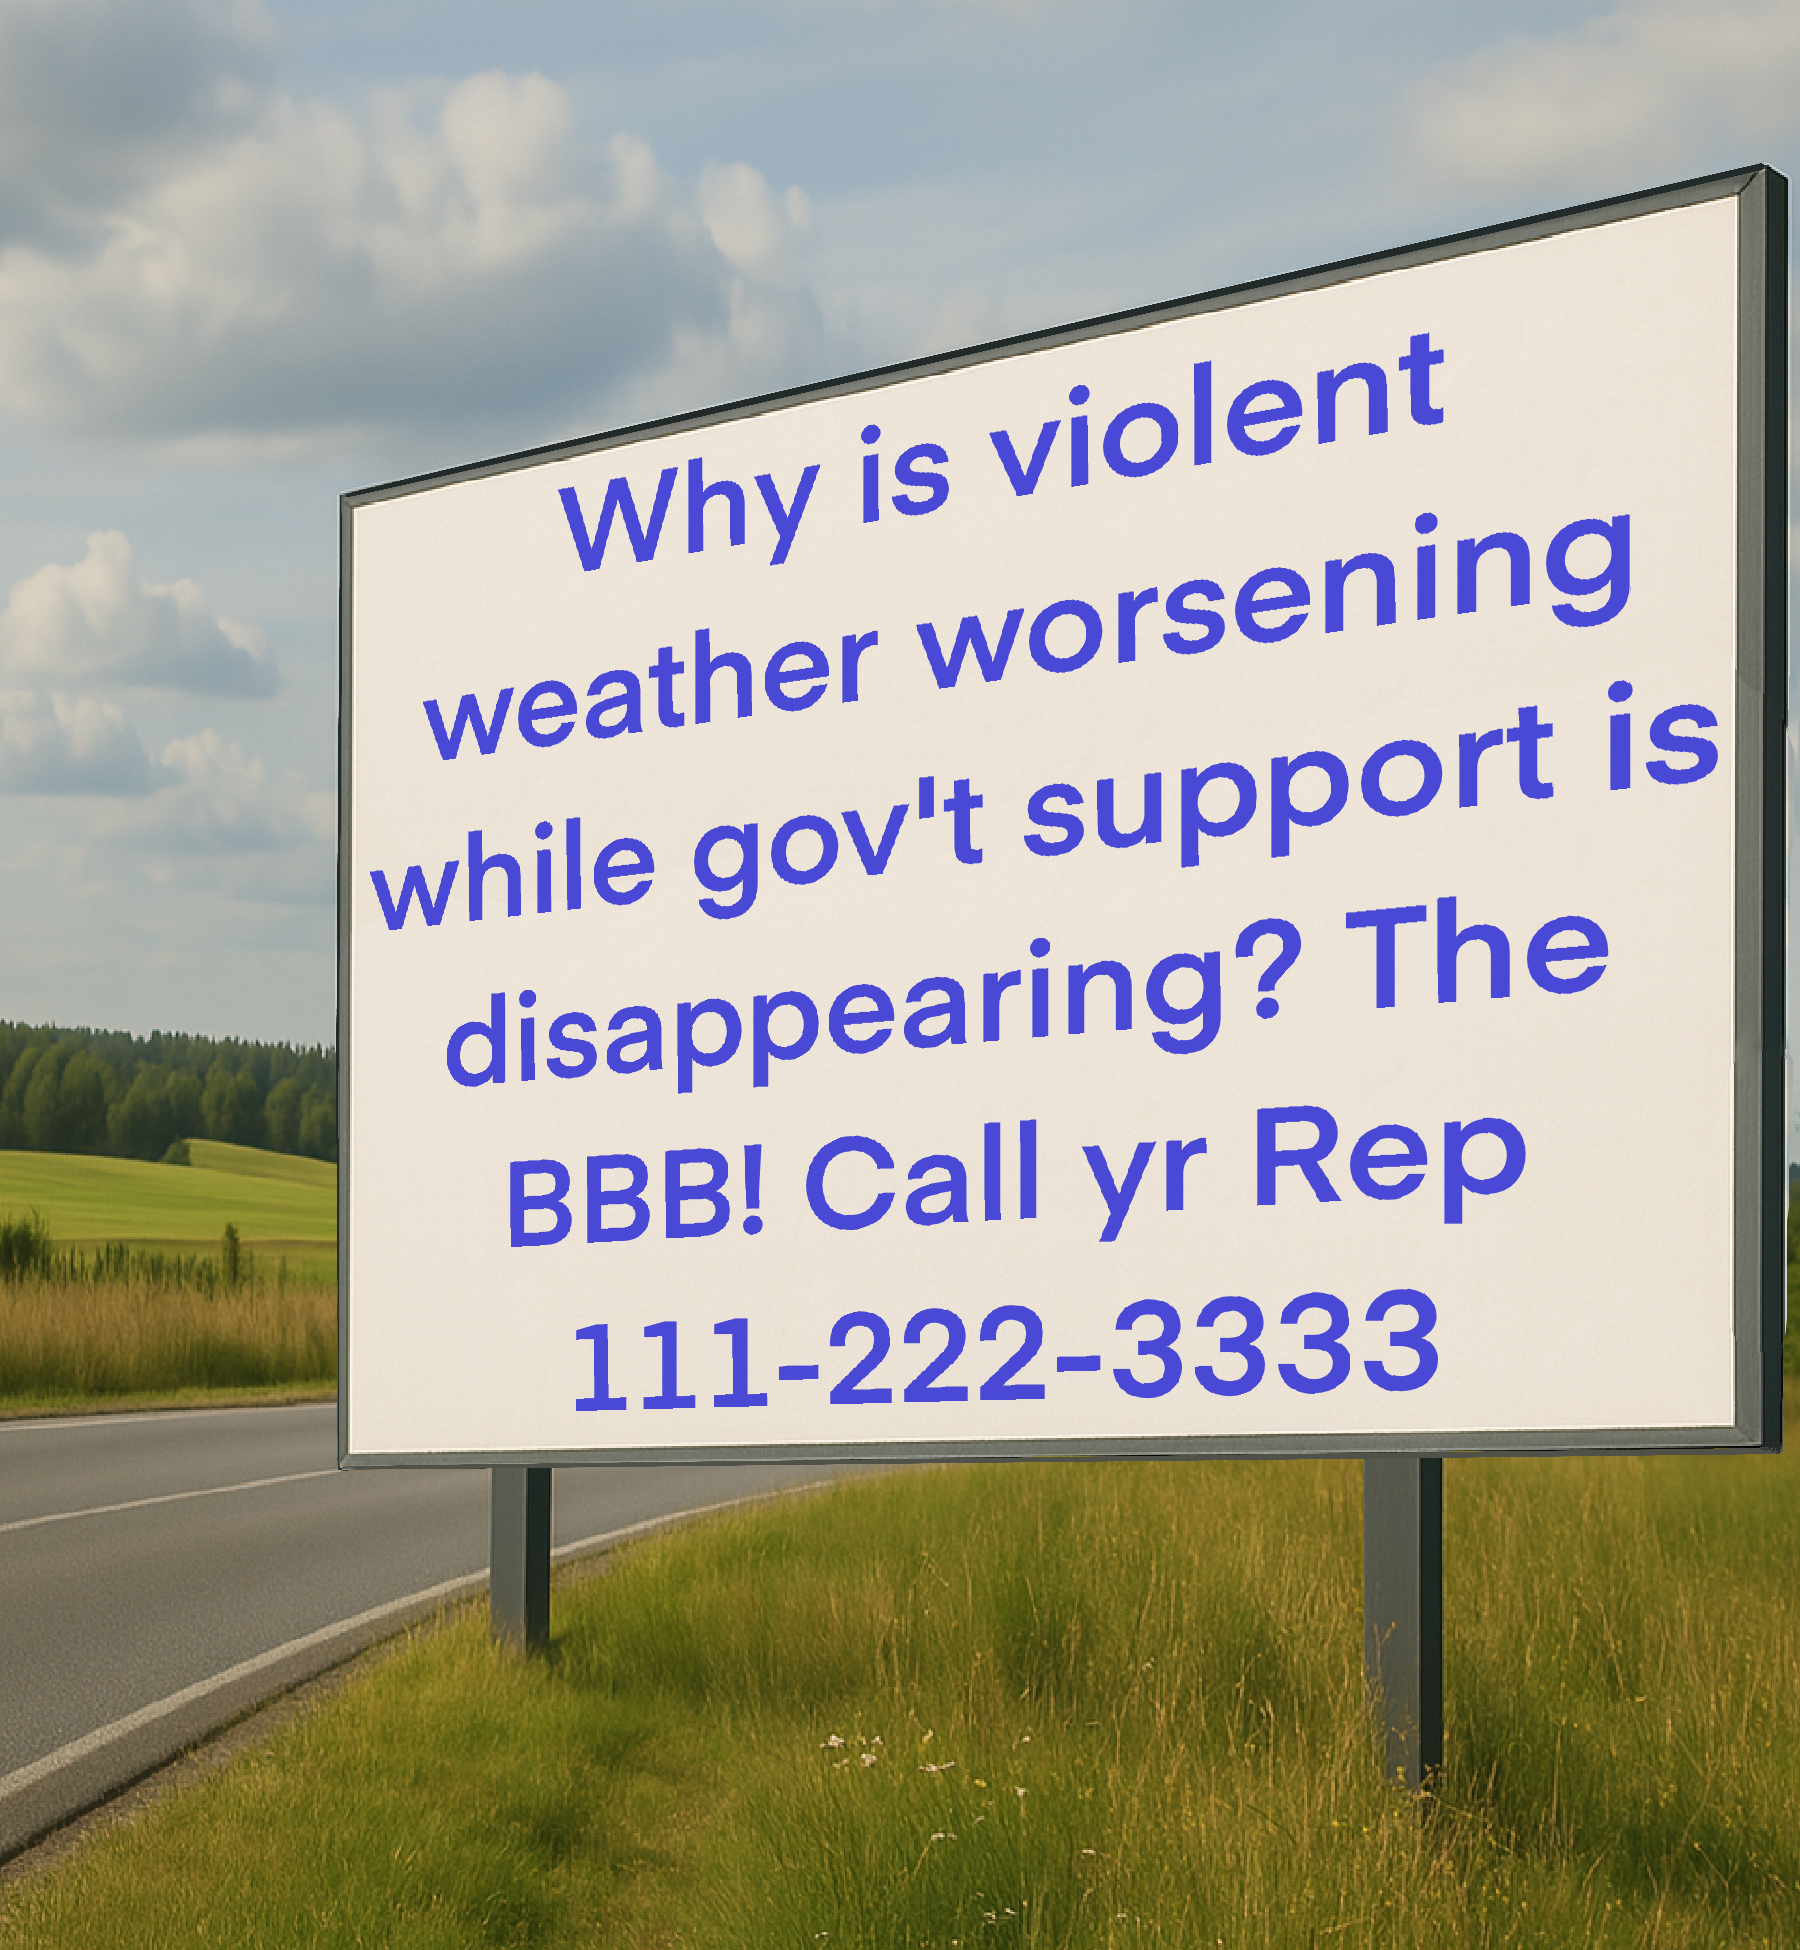 Why is violent
weather worsening
while gov't support is
disappearing? The
BBB! Call yr Rep
111-222-3333